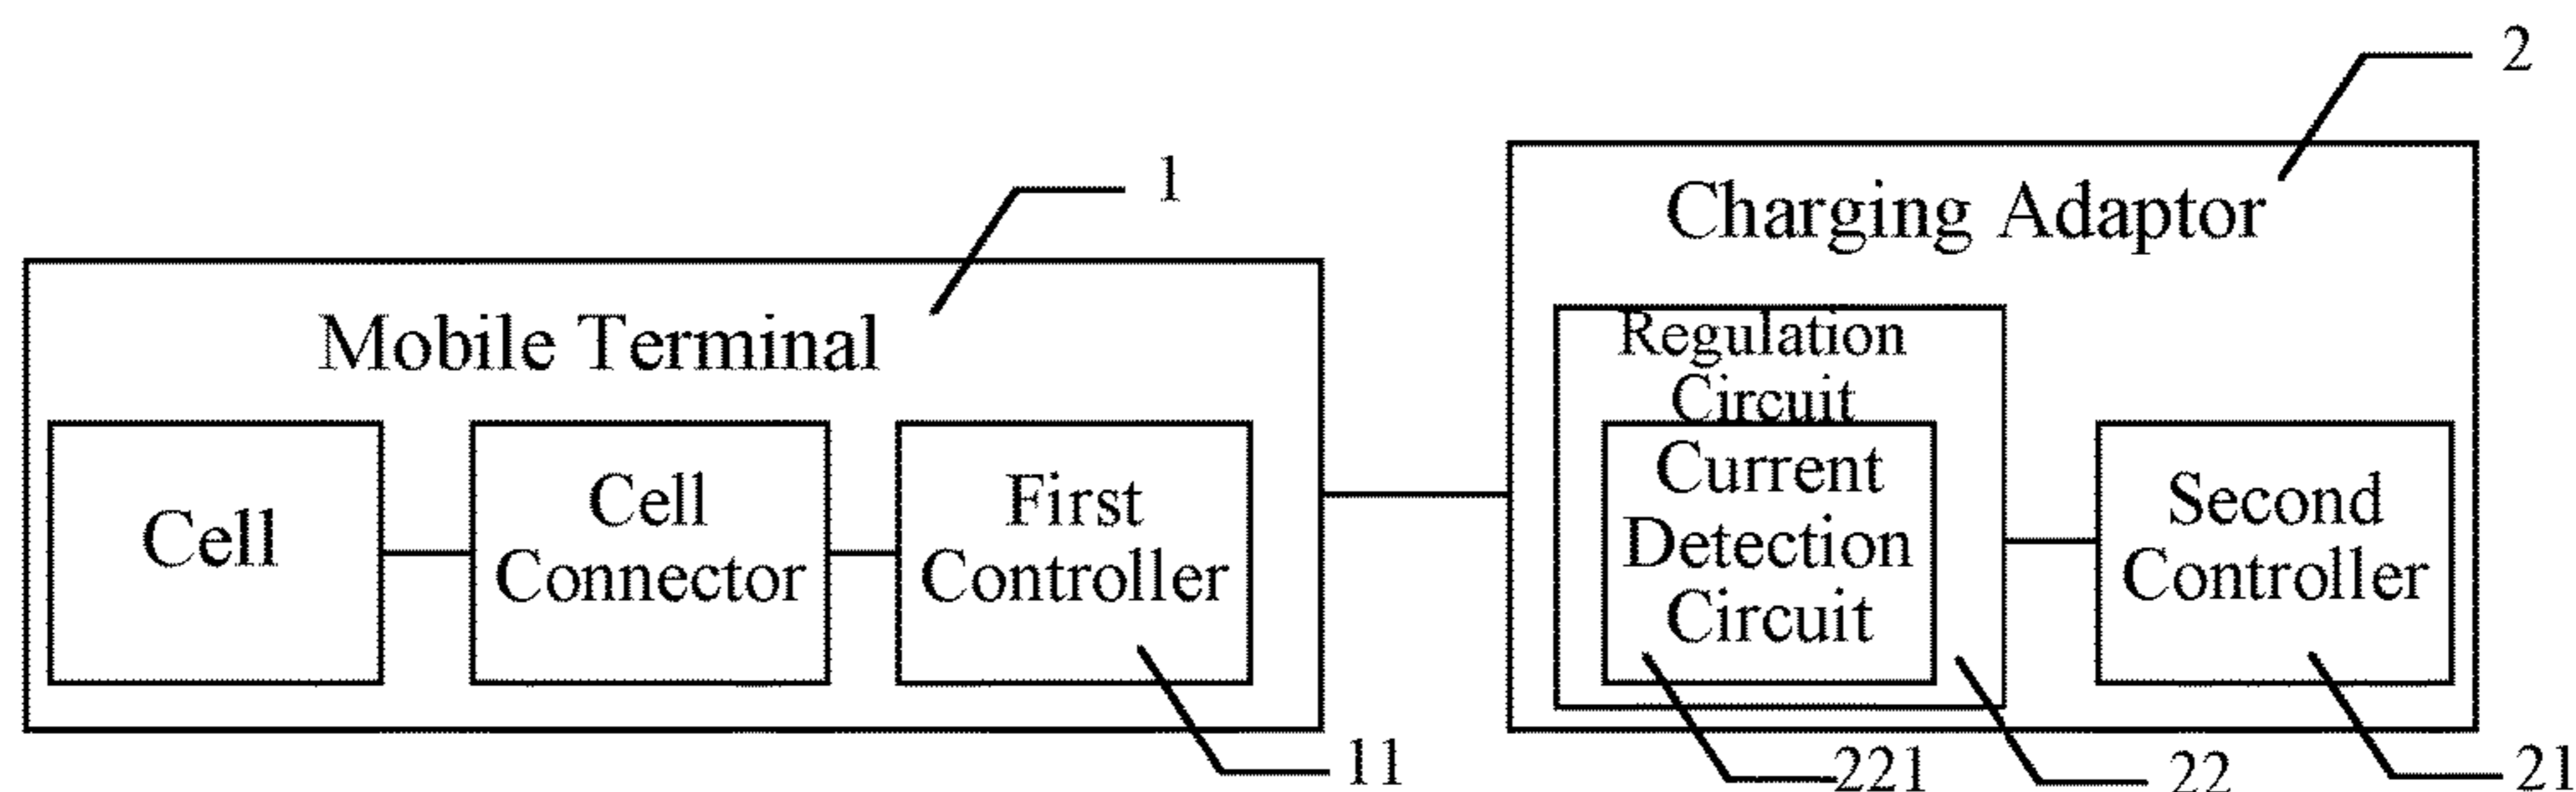 2
1
Charging Adaptor
Mobile Terminal
Regulation
Circuit
Cell
Cell
Connector
First
Controller
Current
Detection
Circuit
Second
Controller
11
221
22
21